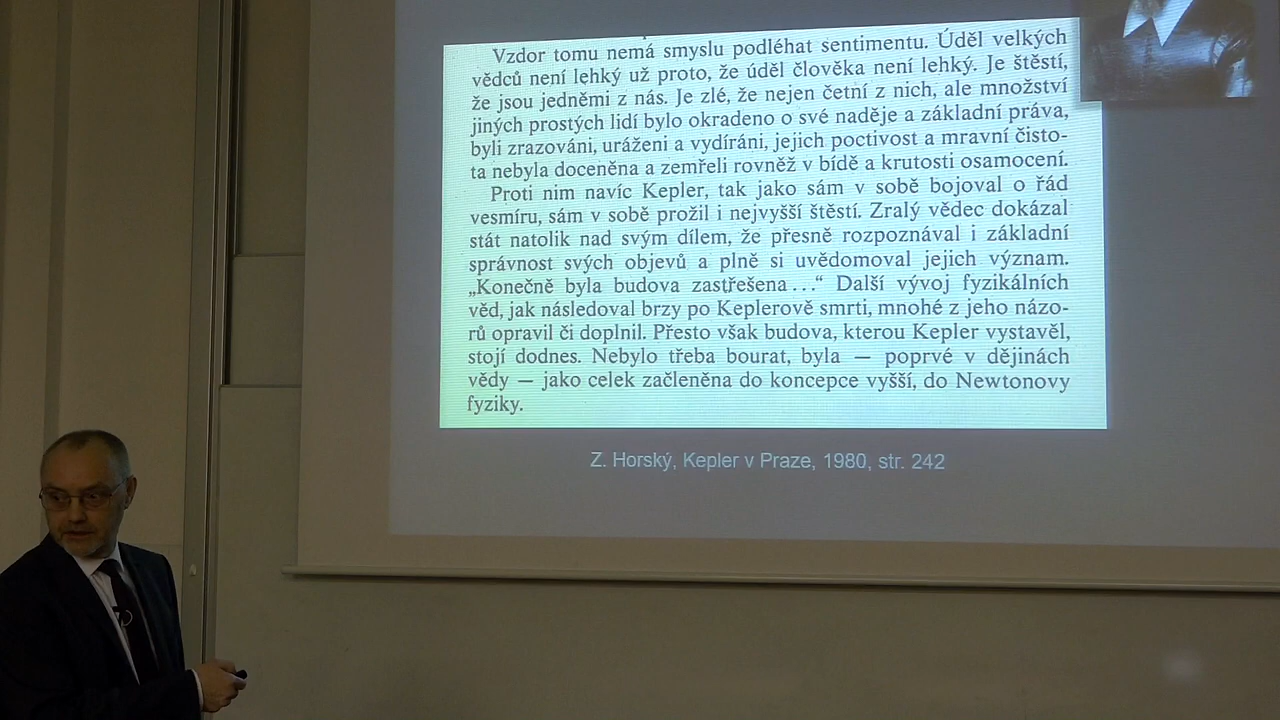 Vzdor tomu nemá smyslu podléhat sentimentu. Úděl velkých
vědců není lehký už proto, že úděl člověka není lehký. Je štěstí,
že jsou jedněmi z nás. Je zlé, že nejen četní z nich, ale množství
jiných prostých lidí bylo okradeno o své naděje a základní práva,
byli zrazováni, uráženi a vydíráni, jejich poctivost a mravní čisto-
ta nebyla doceněna a zemřeli rovněž v bídě a krutosti osamocení.
Proti nim navíc Kepler, tak jako sám v sobě bojoval o řád
vesmíru, sám v sobě prožil i nejvyšší štěstí. Zralý vědec dokázal
stát natolik nad svým dílem, že přesně rozpoznával i základní
správnost svých objevů a plně si uvědomoval jejich význam.
„Konečně byla budova zastřešena...“ Další vývoj fyzikálních
věd, jak následoval brzy po Keplerově smrti, mnohé z jeho názo-
rů opravil či doplnil. Přesto však budova, kterou Kepler vystavěl,
stojí dodnes. Nebylo třeba bourat, byla — poprvé v dějinách
vědy — jako celek začleněna do koncepce vyšší, do Newtonovy
fyziky.
Z. Horský, Kepler v Praze, 1980, str. 242